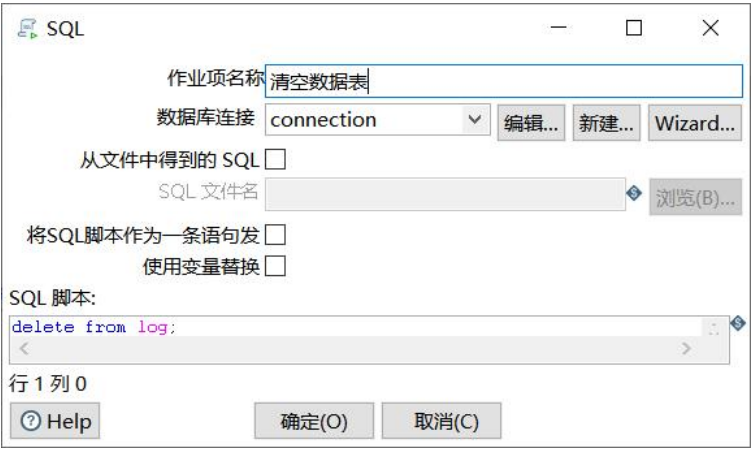 SQL
作业项名称 清空数据表
数据库连接 connection 编辑... 新建... Wizard...
从文件中得到的 SQL
SQL 文件名 浏览(B)...
将SQL脚本作为一条语句发
使用变量替换
SQL 脚本:
delete from log;
行 1 列 0
Help 确定(O) 取消(C)